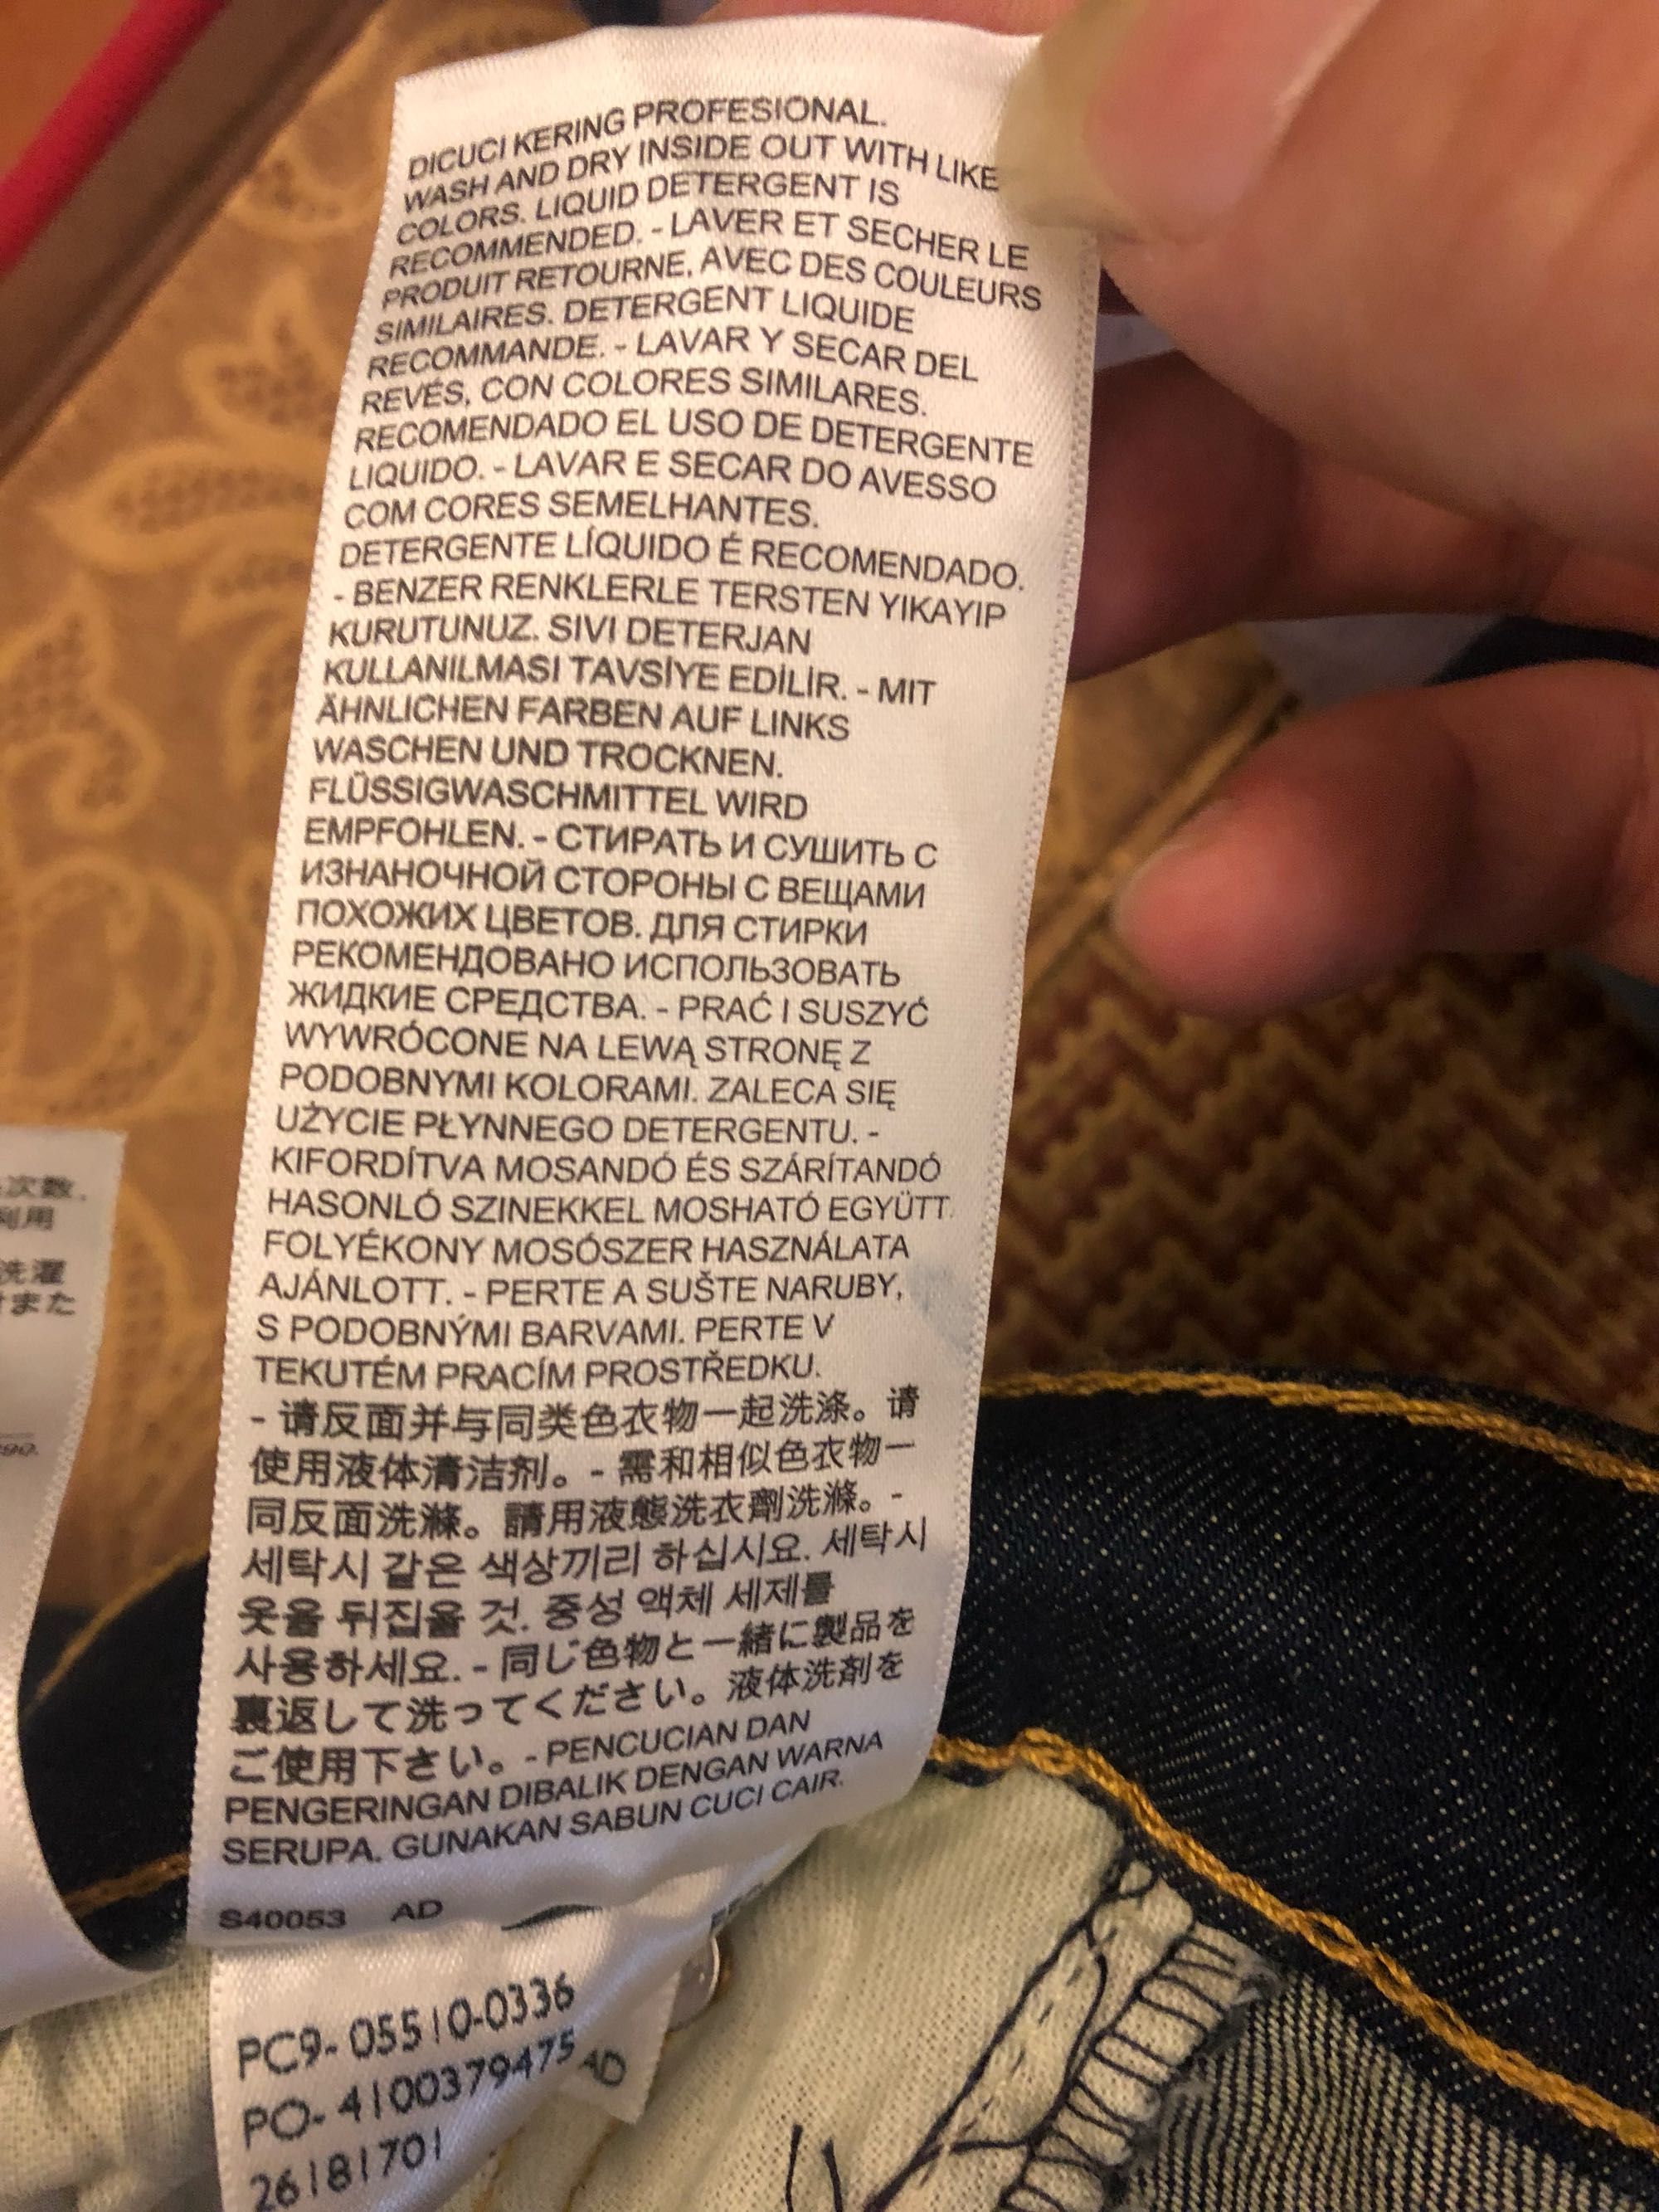 DICUCI KERING PROFESIONAL.
WASH AND DRY INSIDE OUT WITH LIKE
COLORS. LIQUID DETERGENT IS
RECOMMENDED. - LAVER ET SECHER LE
PRODUIT RETOURNE, AVEC DES COULEURS
SIMILAIRES. DETERGENT LIQUIDE
RECOMMANDE. - LAVAR Y SECAR DEL
REVÉS, CON COLORES SIMILARES.
RECOMENDADO EL USO DE DETERGENTE
LIQUIDO. - LAVAR E SECAR DO AVESSO
COM CORES SEMELHANTES.
DETERGENTE LÍQUIDO É RECOMENDADO.
- BENZER RENKLERLE TERSTEN YIKAYIP
KURUTUNUZ. SIVI DETERJAN
KULLANILMASI TAVSİYE EDİLİR. - MIT
ÄHNLICHEN FARBEN AUF LINKS
WASCHEN UND TROCKNEN.
FLÜSSIGWASCHMITTEL WIRD
EMPFOHLEN. - СТИРАТЬ И СУШИТЬ С
ИЗНАНОЧНОЙ СТОРОНЫ С ВЕЩАМИ
ПОХОЖИХ ЦВЕТОВ. ДЛЯ СТИРКИ
РЕКОМЕНДОВАНО ИСПОЛЬЗОВАТЬ
ЖИДКИЕ СРЕДСТВА. - PRAĆ I SUSZYĆ
WYWRÓCONE NA LEWĄ STRONĘ Z
PODOBNYMI KOLORAMI. ZALECA SIĘ
UŻYCIE PŁYNNEGO DETERGENTU. -
KIFORDÍTVA MOSANDÓ ÉS SZÁRÍTANDÓ
HASONLÓ SZINEKKEL MOSHATÓ EGYÜTT.
FOLYÉKONY MOSÓSZER HASZNÁLATA
AJÁNLOTT. - PERTE A SUŠTE NARUBY,
S PODOBNÝMI BARVAMI. PERTE V
TEKUTÉM PRACÍM PROSTŘEDKU.
- 请反面并与同类色衣物一起洗涤。请
使用液体清洁剂。- 需和相似色衣物一
同反面洗滌。請用液態洗衣劑洗滌。-
세탁시 같은 색상끼리 하십시요. 세탁시
옷을 뒤집을 것. 중성 액체 세제를
사용하세요. - 同じ色物と一緒に製品を
裏返して洗ってください。液体洗剤を
ご使用下さい。- PENCUCIAN DAN
PENGERINGAN DIBALIK DENGAN WARNA
SERUPA. GUNAKAN SABUN CUCI CAIR.
S40053 AD
PC9- 05510-0336
PO- 4100379475 AD
26181701
次数,
利用
洗濯
また